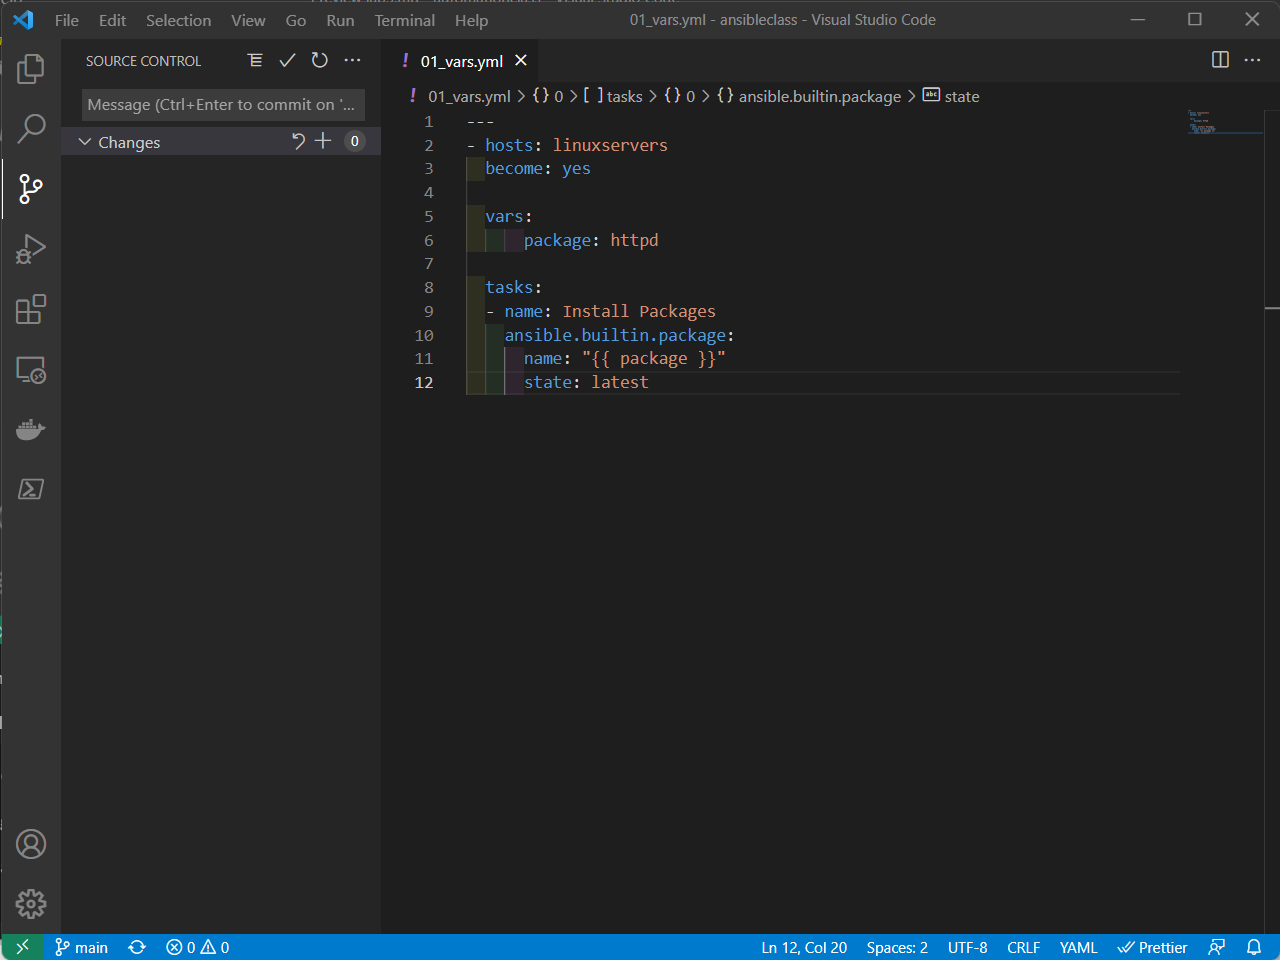 File Edit Selection View Go Run Terminal Help 01_vars.yml - ansibleclass - Visual Studio Code
SOURCE CONTROL
Message (Ctrl+Enter to commit on '...
Changes 0
01_vars.yml
01_vars.yml > {} 0 > [ ] tasks > {} 0 > {} ansible.builtin.package > abc state
1 ---
2 - hosts: linuxservers
3   become: yes
4
5   vars:
6       package: httpd
7
8   tasks:
9   - name: Install Packages
10     ansible.builtin.package:
11       name: "{{ package }}"
12       state: latest
main 0 0 Ln 12, Col 20 Spaces: 2 UTF-8 CRLF YAML Prettier